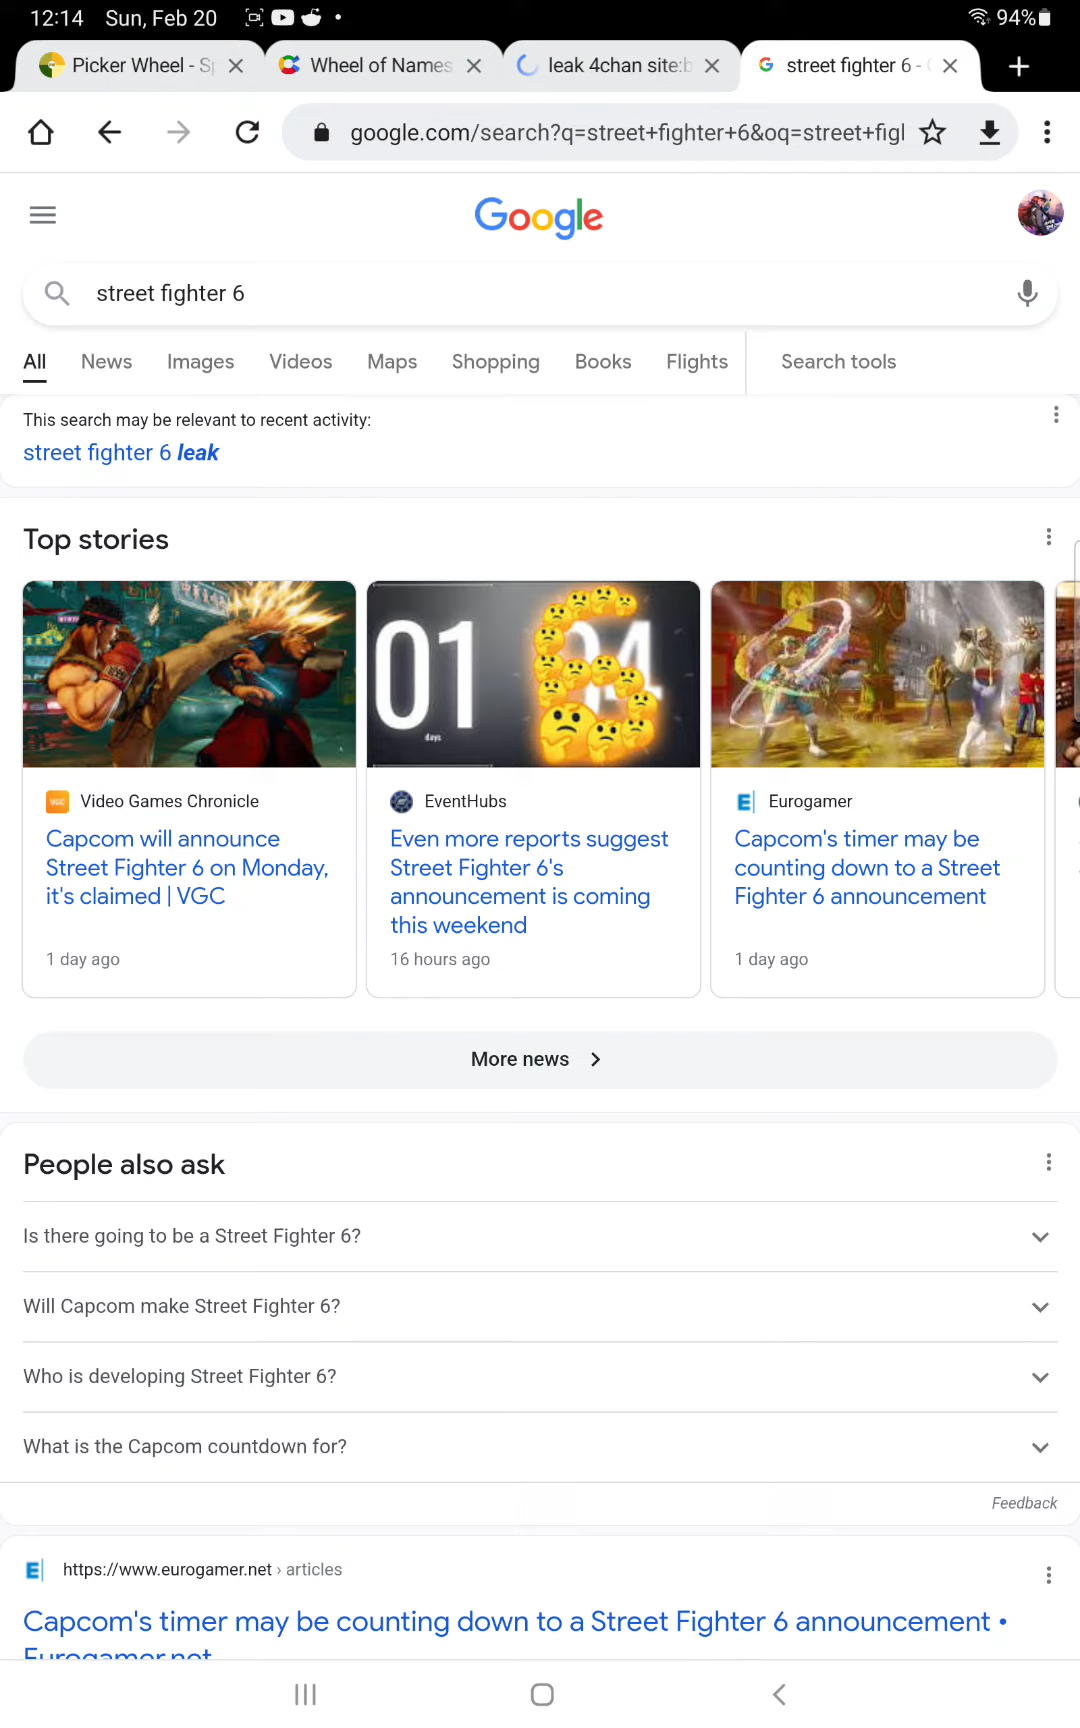 12:14 Sun, Feb 20
94%
Picker Wheel - Sp
Wheel of Names
leak 4chan site:b
street fighter 6 -
google.com/search?q=street+fighter+6&oq=street+figl
Google
street fighter 6
All News Images Videos Maps Shopping Books Flights Search tools
This search may be relevant to recent activity:
street fighter 6 leak
Top stories
01 04
days
VGC Video Games Chronicle
Capcom will announce
Street Fighter 6 on Monday,
it's claimed | VGC
1 day ago
EventHubs
Even more reports suggest
Street Fighter 6's
announcement is coming
this weekend
16 hours ago
E Eurogamer
Capcom's timer may be
counting down to a Street
Fighter 6 announcement
1 day ago
More news
People also ask
Is there going to be a Street Fighter 6?
Will Capcom make Street Fighter 6?
Who is developing Street Fighter 6?
What is the Capcom countdown for?
Feedback
E https://www.eurogamer.net › articles
Capcom's timer may be counting down to a Street Fighter 6 announcement •
Eurogamer.net